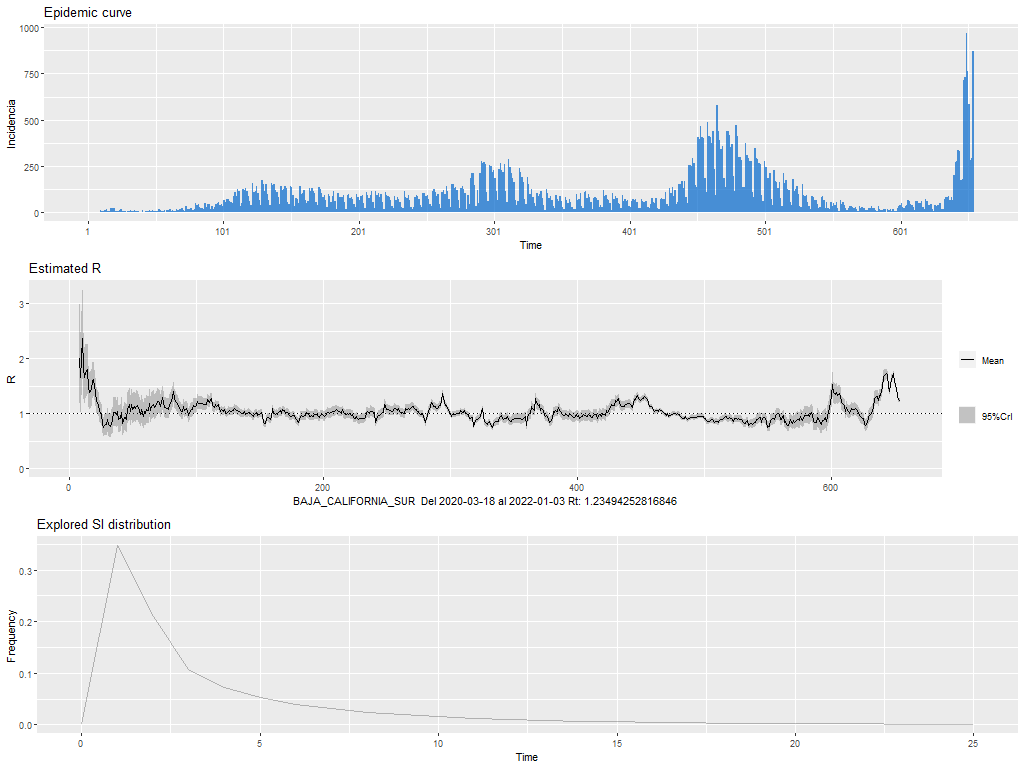 Epidemic curve
1000
750
500
250
0
Incidencia
1 101 201 301 401 501 601
Time
Estimated R
3
2
1
0
R
Mean
95%CrI
0 200 400 600
BAJA_CALIFORNIA_SUR Del 2020-03-18 al 2022-01-03 Rt: 1.23494252816846
Explored SI distribution
0.3
0.2
0.1
0.0
Frequency
0 5 10 15 20 25
Time